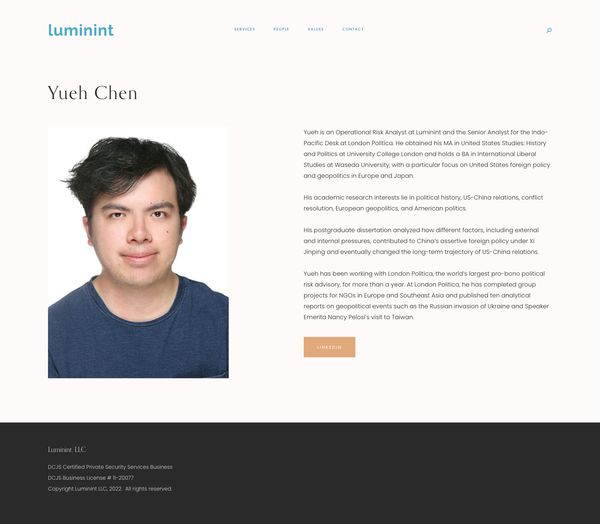 luminint
SERVICES PEOPLE VALUES CONTACT
Yueh Chen
Yueh is an Operational Risk Analyst at Luminint and the Senior Analyst for the Indo-
Pacific Desk at London Politica. He obtained his MA in United States Studies: History
and Politics at University College London and holds a BA in International Liberal
Studies at Waseda University, with a particular focus on United States foreign policy
and geopolitics in Europe and Japan.
His academic research interests lie in political history, US-China relations, conflict
resolution, European geopolitics, and American politics.
His postgraduate dissertation analyzed how different factors, including external
and internal pressures, contributed to China's assertive foreign policy under Xi
Jinping and eventually changed the long-term trajectory of US-China relations.
Yueh has been working with London Politica, the world's largest pro-bono political
risk advisory, for more than a year. At London Politica, he has completed group
projects for NGOs in Europe and Southeast Asia and published ten analytical
reports on geopolitical events such as the Russian invasion of Ukraine and Speaker
Emerita Nancy Pelosi's visit to Taiwan.
LINKEDIN
Luminint, LLC
DCJS Certified Private Security Services Business
DCJS Business License # 11-20077
Copyright Luminint LLC, 2022. All rights reserved.